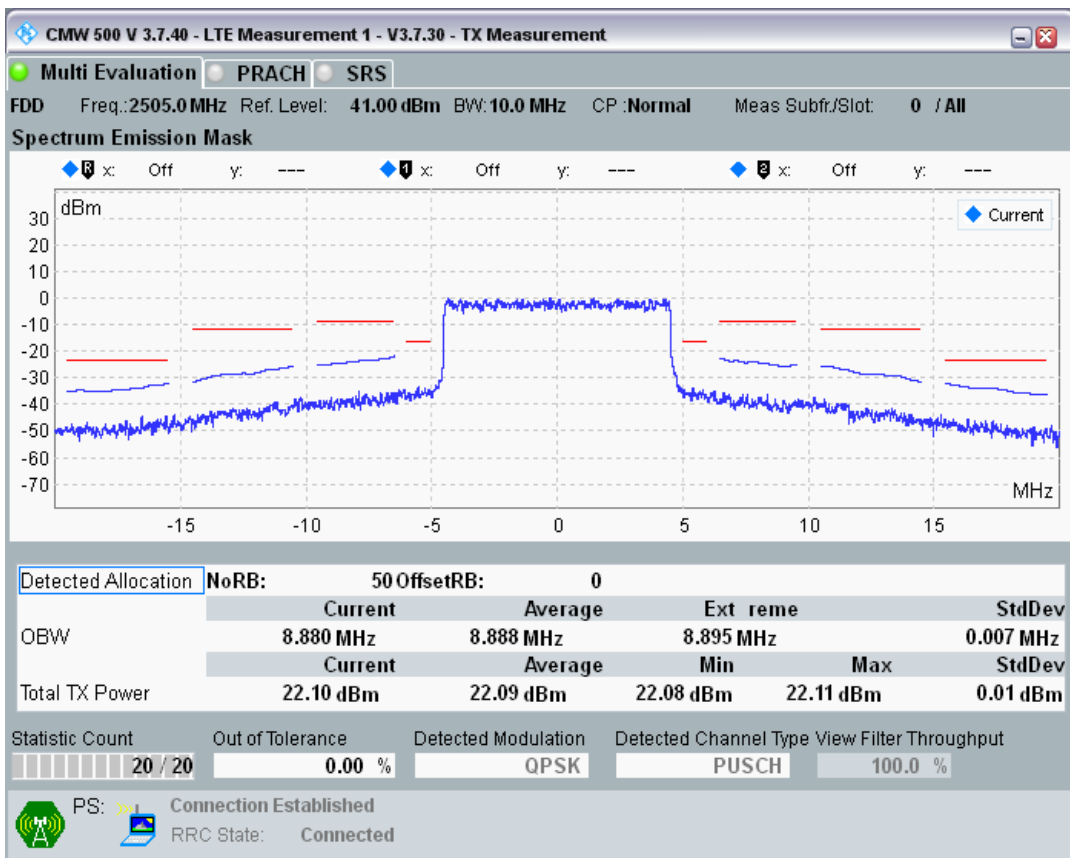 CMW 500 V 3.7.40 - LTE Measurement 1 - V3.7.30 - TX Measurement
Multi Evaluation PRACH SRS
FDD Freq.:2505.0 MHz Ref. Level: 41.00 dBm BW:10.0 MHz CP :Normal Meas Subfr./Slot: 0 / All
Spectrum Emission Mask
R x: Off y: --- 1 x: Off y: --- 2 x: Off y: ---
dBm
Current
30
20
10
0
-10
-20
-30
-40
-50
-60
-70
MHz
-15 -10 -5 0 5 10 15
Detected Allocation NoRB: 50 OffsetRB: 0
Current Average Ext reme StdDev
OBW 8.880 MHz 8.888 MHz 8.895 MHz 0.007 MHz
Current Average Min Max StdDev
Total TX Power 22.10 dBm 22.09 dBm 22.08 dBm 22.11 dBm 0.01 dBm
Statistic Count Out of Tolerance Detected Modulation Detected Channel Type View Filter Throughput
20 / 20 0.00 % QPSK PUSCH 100.0 %
PS: Connection Established
RRC State: Connected